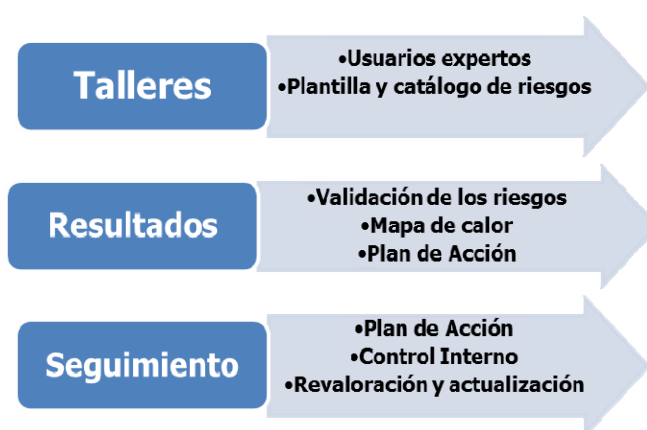 Talleres
•Usuarios expertos
•Plantilla y catálogo de riesgos
Resultados
•Validación de los riesgos
•Mapa de calor
•Plan de Acción
Seguimiento
•Plan de Acción
•Control Interno
•Revaloración y actualización